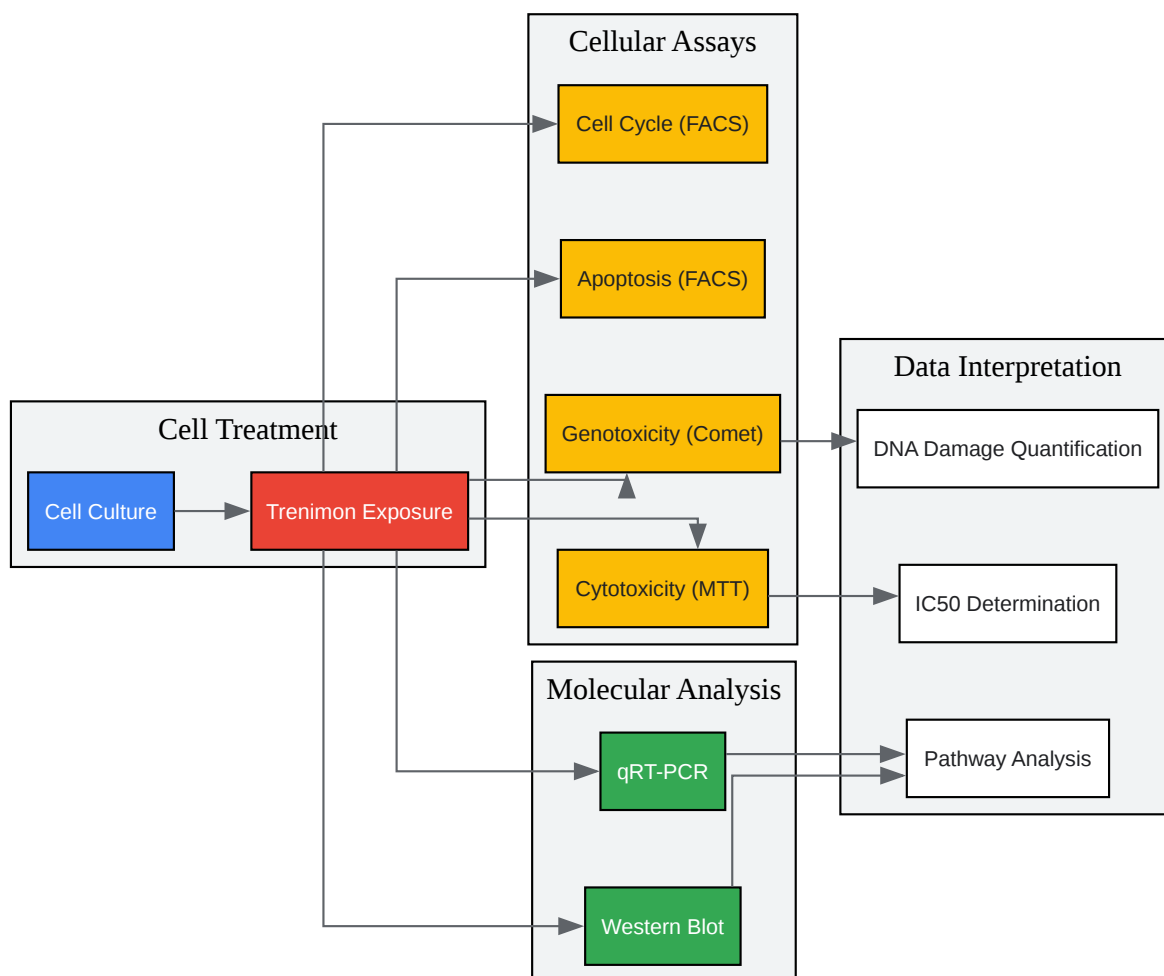 Cellular Assays
Cell Cycle (FACS)
Apoptosis (FACS)
Genotoxicity (Comet)
Cytotoxicity (MTT)
Cell Treatment
Cell Culture
Trenimon Exposure
Data Interpretation
DNA Damage Quantification
IC50 Determination
Pathway Analysis
Molecular Analysis
qRT-PCR
Western Blot